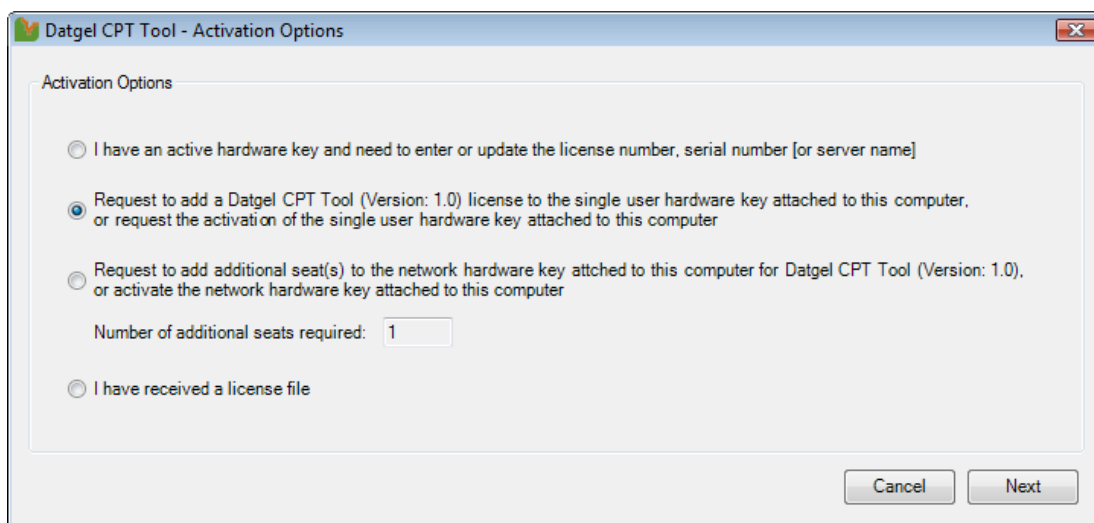 Datgel CPT Tool - Activation Options
Activation Options
I have an active hardware key and need to enter or update the license number, serial number [or server name]
Request to add a Datgel CPT Tool (Version: 1.0) license to the single user hardware key attached to this computer,
or request the activation of the single user hardware key attached to this computer
Request to add additional seat(s) to the network hardware key attched to this computer for Datgel CPT Tool (Version: 1.0),
or activate the network hardware key attached to this computer
Number of additional seats required: 1
I have received a license file
Cancel Next